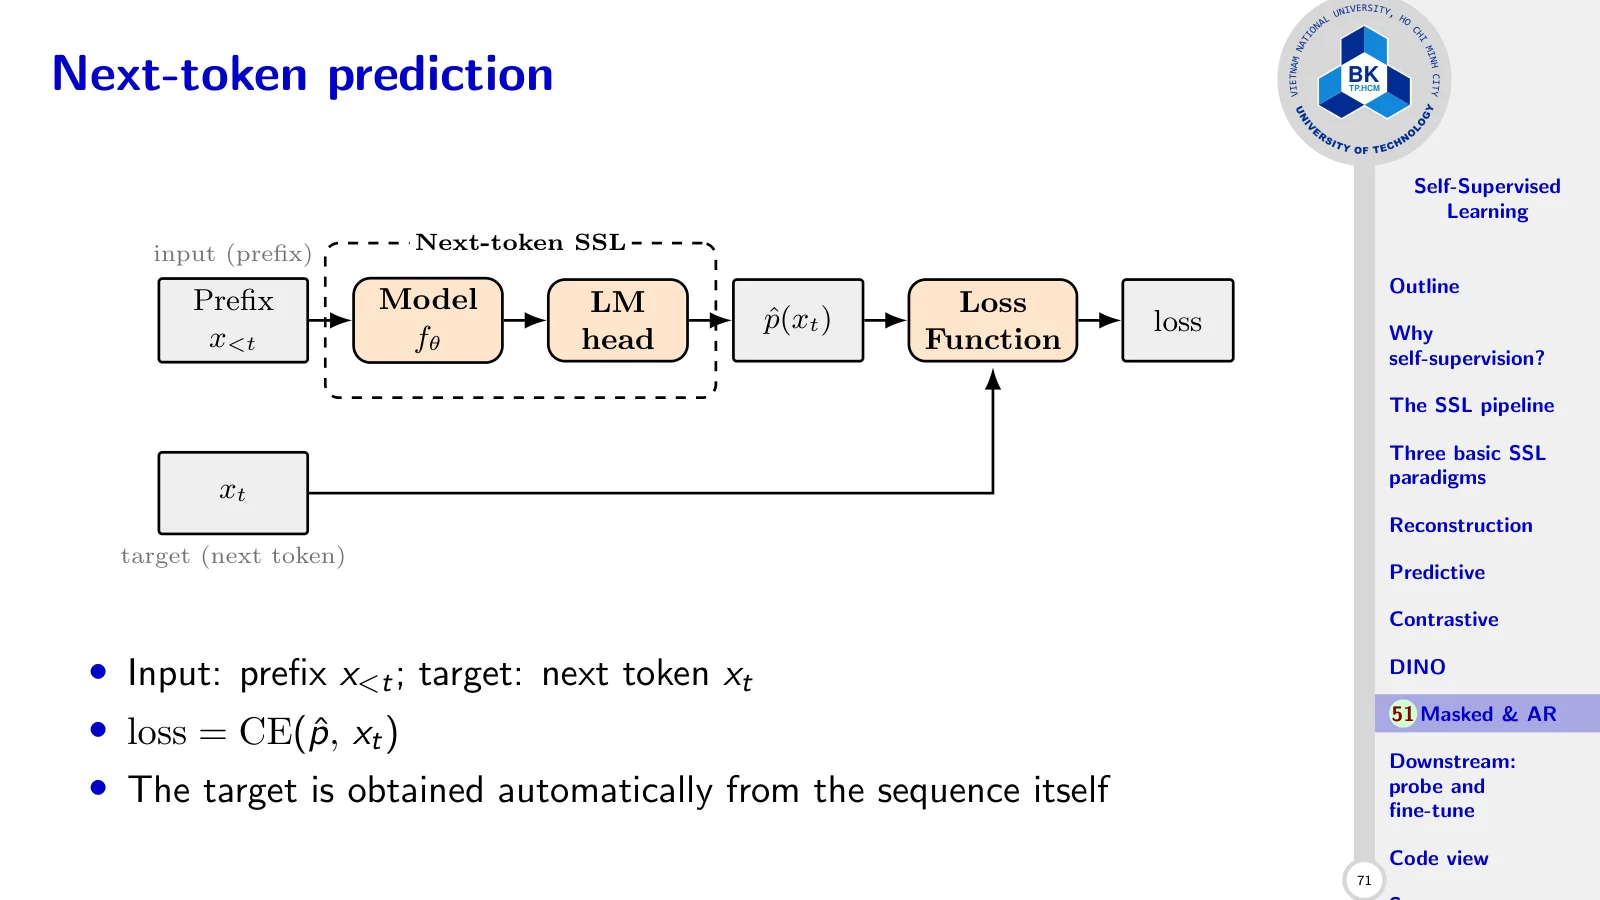 Next-token prediction
VIETNAM NATIONAL UNIVERSITY, HO CHI MINH CITY
BK
TP.HCM
UNIVERSITY OF TECHNOLOGY
input (prefix)
Next-token SSL
Prefix
x<t
Model
fθ
LM
head
p̂(xt)
Loss
Function
loss
xt
target (next token)
• Input: prefix x<t; target: next token xt
• loss = CE(p̂, xt)
• The target is obtained automatically from the sequence itself
Self-Supervised
Learning
Outline
Why
self-supervision?
The SSL pipeline
Three basic SSL
paradigms
Reconstruction
Predictive
Contrastive
DINO
51 Masked & AR
Downstream:
probe and
fine-tune
Code view
71